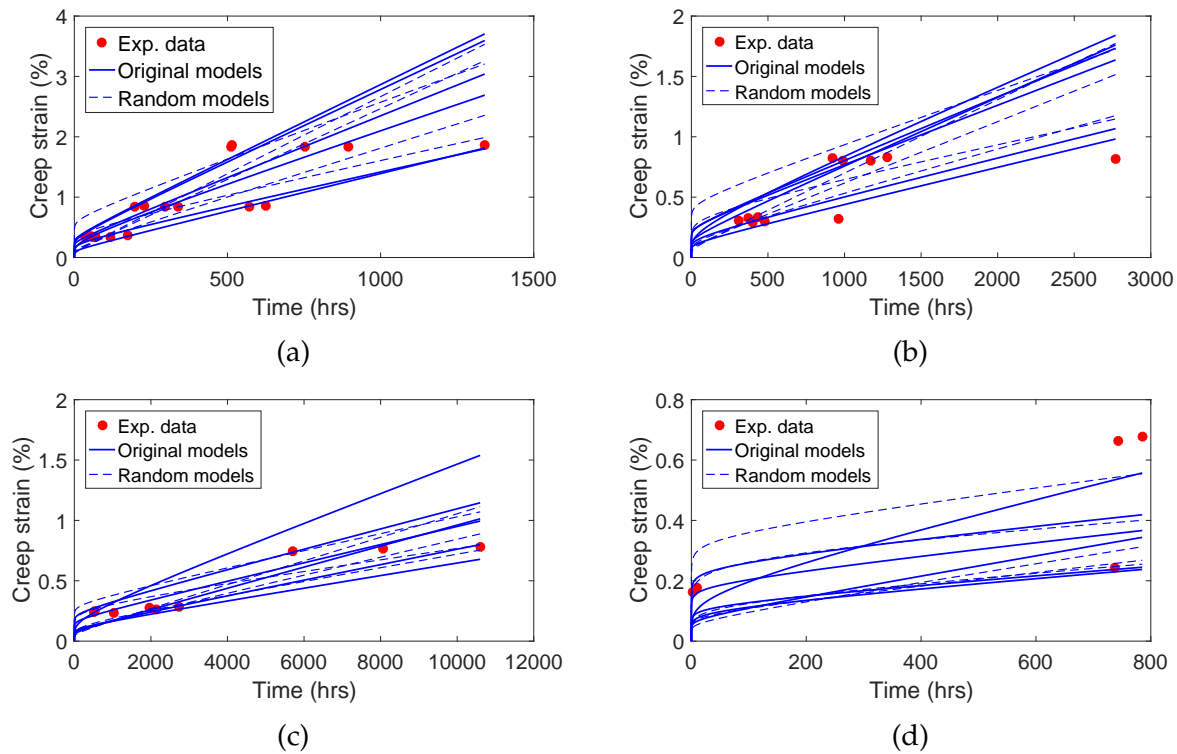 4
3
2
1
0
Creep strain (%)
Exp. data
Original models
Random models
0 500 1000 1500
Time (hrs)
(a)
2
1.5
1
0.5
0
Creep strain (%)
Exp. data
Original models
Random models
0 500 1000 1500 2000 2500 3000
Time (hrs)
(b)
2
1.5
1
0.5
0
Creep strain (%)
Exp. data
Original models
Random models
0 2000 4000 6000 8000 10000 12000
Time (hrs)
(c)
0.8
0.6
0.4
0.2
0
Creep strain (%)
Exp. data
Original models
Random models
0 200 400 600 800
Time (hrs)
(d)